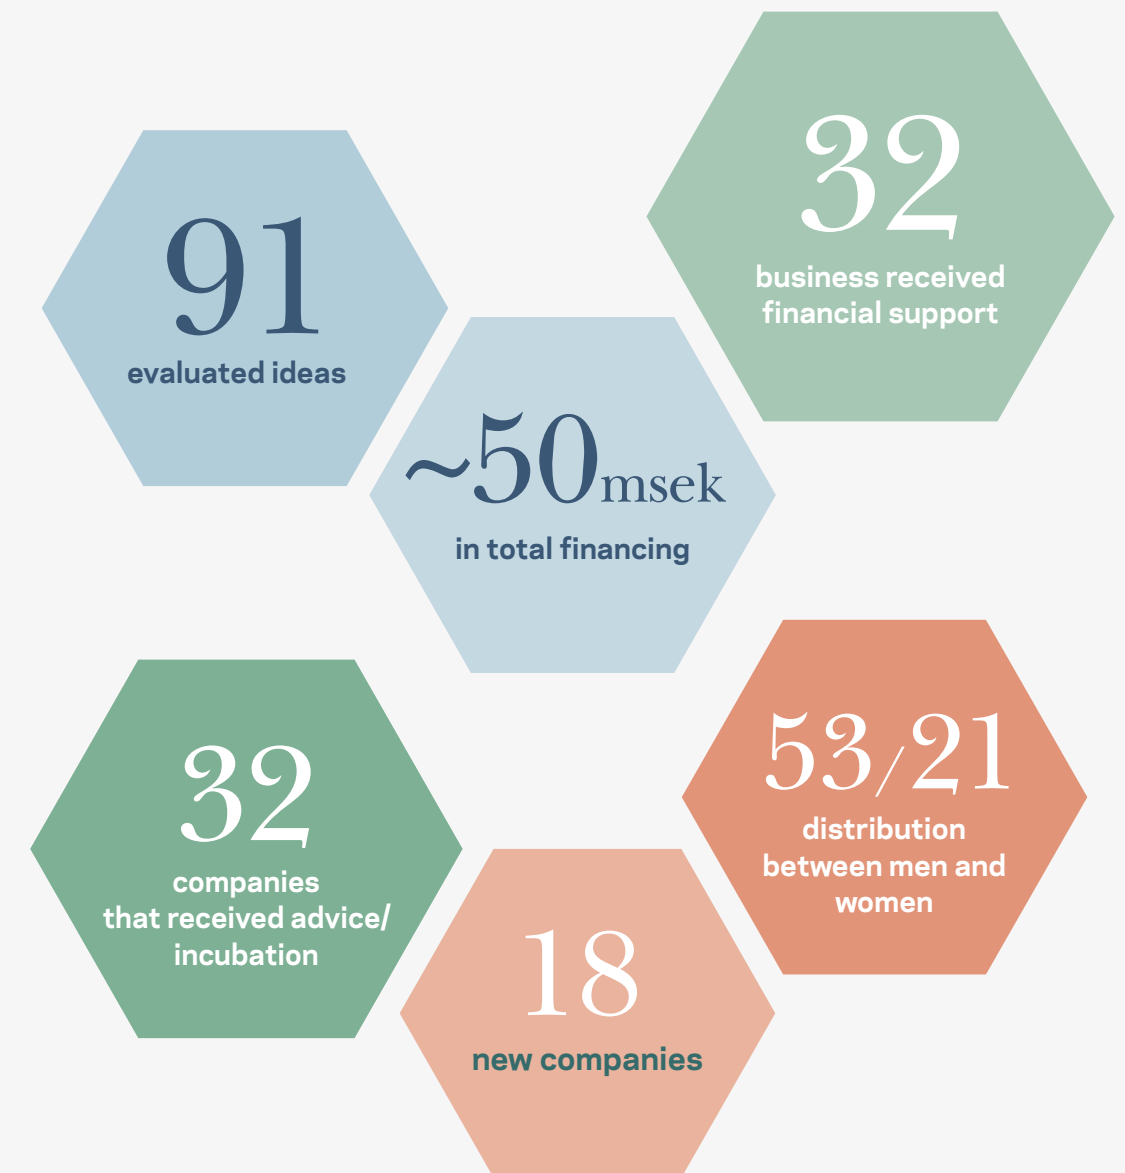 91
evaluated ideas
32
business received
financial support
~50msek
in total financing
32
companies
that received advice/
incubation
53/21
distribution
between men and
women
18
new companies